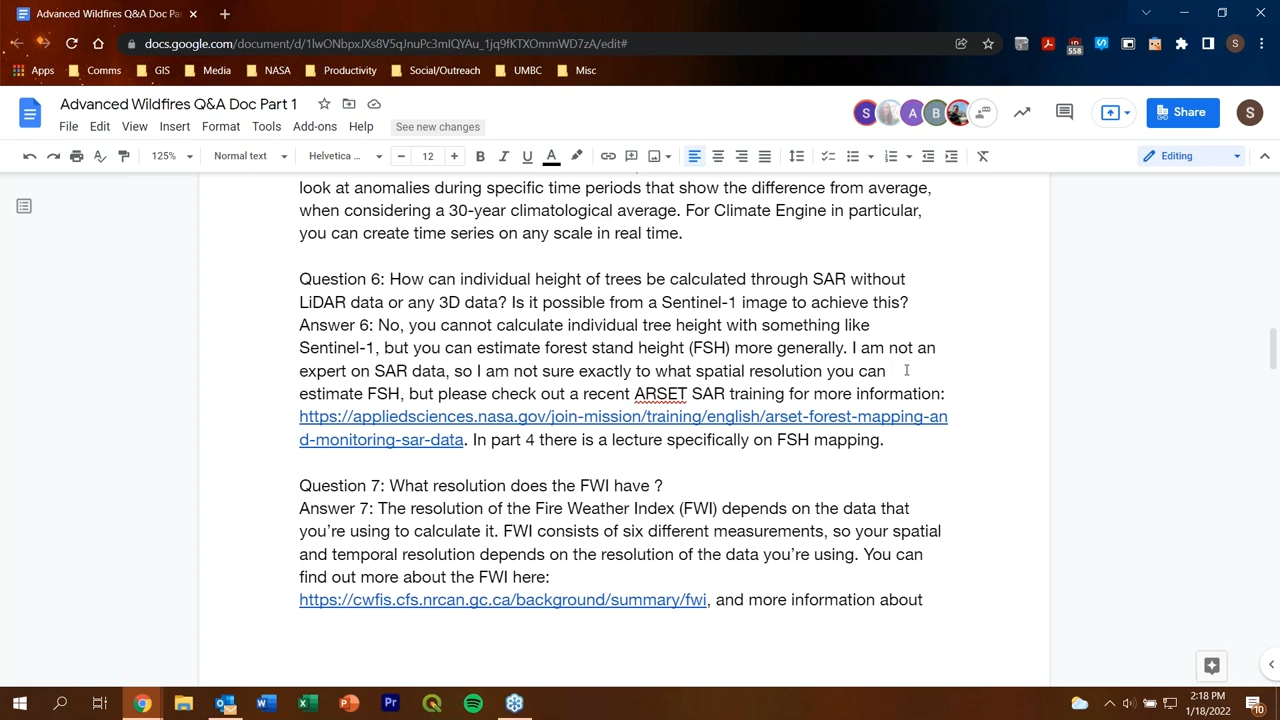 Advanced Wildfires Q&A Doc Par
docs.google.com/document/d/1lwONbpxJXs8V5qJnuPc3mIQYAu_1jq9fKTXOmmWD7zA/edit#
558
S
Apps
Comms
GIS
Media
NASA
Productivity
Social/Outreach
UMBC
Misc
Advanced Wildfires Q&A Doc Part 1
S
A
B
Share
S
File Edit View Insert Format Tools Add-ons Help See new changes
125% Normal text Helvetica ... 12 B I U A Editing
look at anomalies during specific time periods that show the difference from average,
when considering a 30-year climatological average. For Climate Engine in particular,
you can create time series on any scale in real time.
Question 6: How can individual height of trees be calculated through SAR without
LiDAR data or any 3D data? Is it possible from a Sentinel-1 image to achieve this?
Answer 6: No, you cannot calculate individual tree height with something like
Sentinel-1, but you can estimate forest stand height (FSH) more generally. I am not an
expert on SAR data, so I am not sure exactly to what spatial resolution you can
estimate FSH, but please check out a recent ARSET SAR training for more information:
https://appliedsciences.nasa.gov/join-mission/training/english/arset-forest-mapping-an
d-monitoring-sar-data. In part 4 there is a lecture specifically on FSH mapping.
Question 7: What resolution does the FWI have ?
Answer 7: The resolution of the Fire Weather Index (FWI) depends on the data that
you're using to calculate it. FWI consists of six different measurements, so your spatial
and temporal resolution depends on the resolution of the data you're using. You can
find out more about the FWI here:
https://cwfis.cfs.nrcan.gc.ca/background/summary/fwi, and more information about
2:18 PM
1/18/2022
10